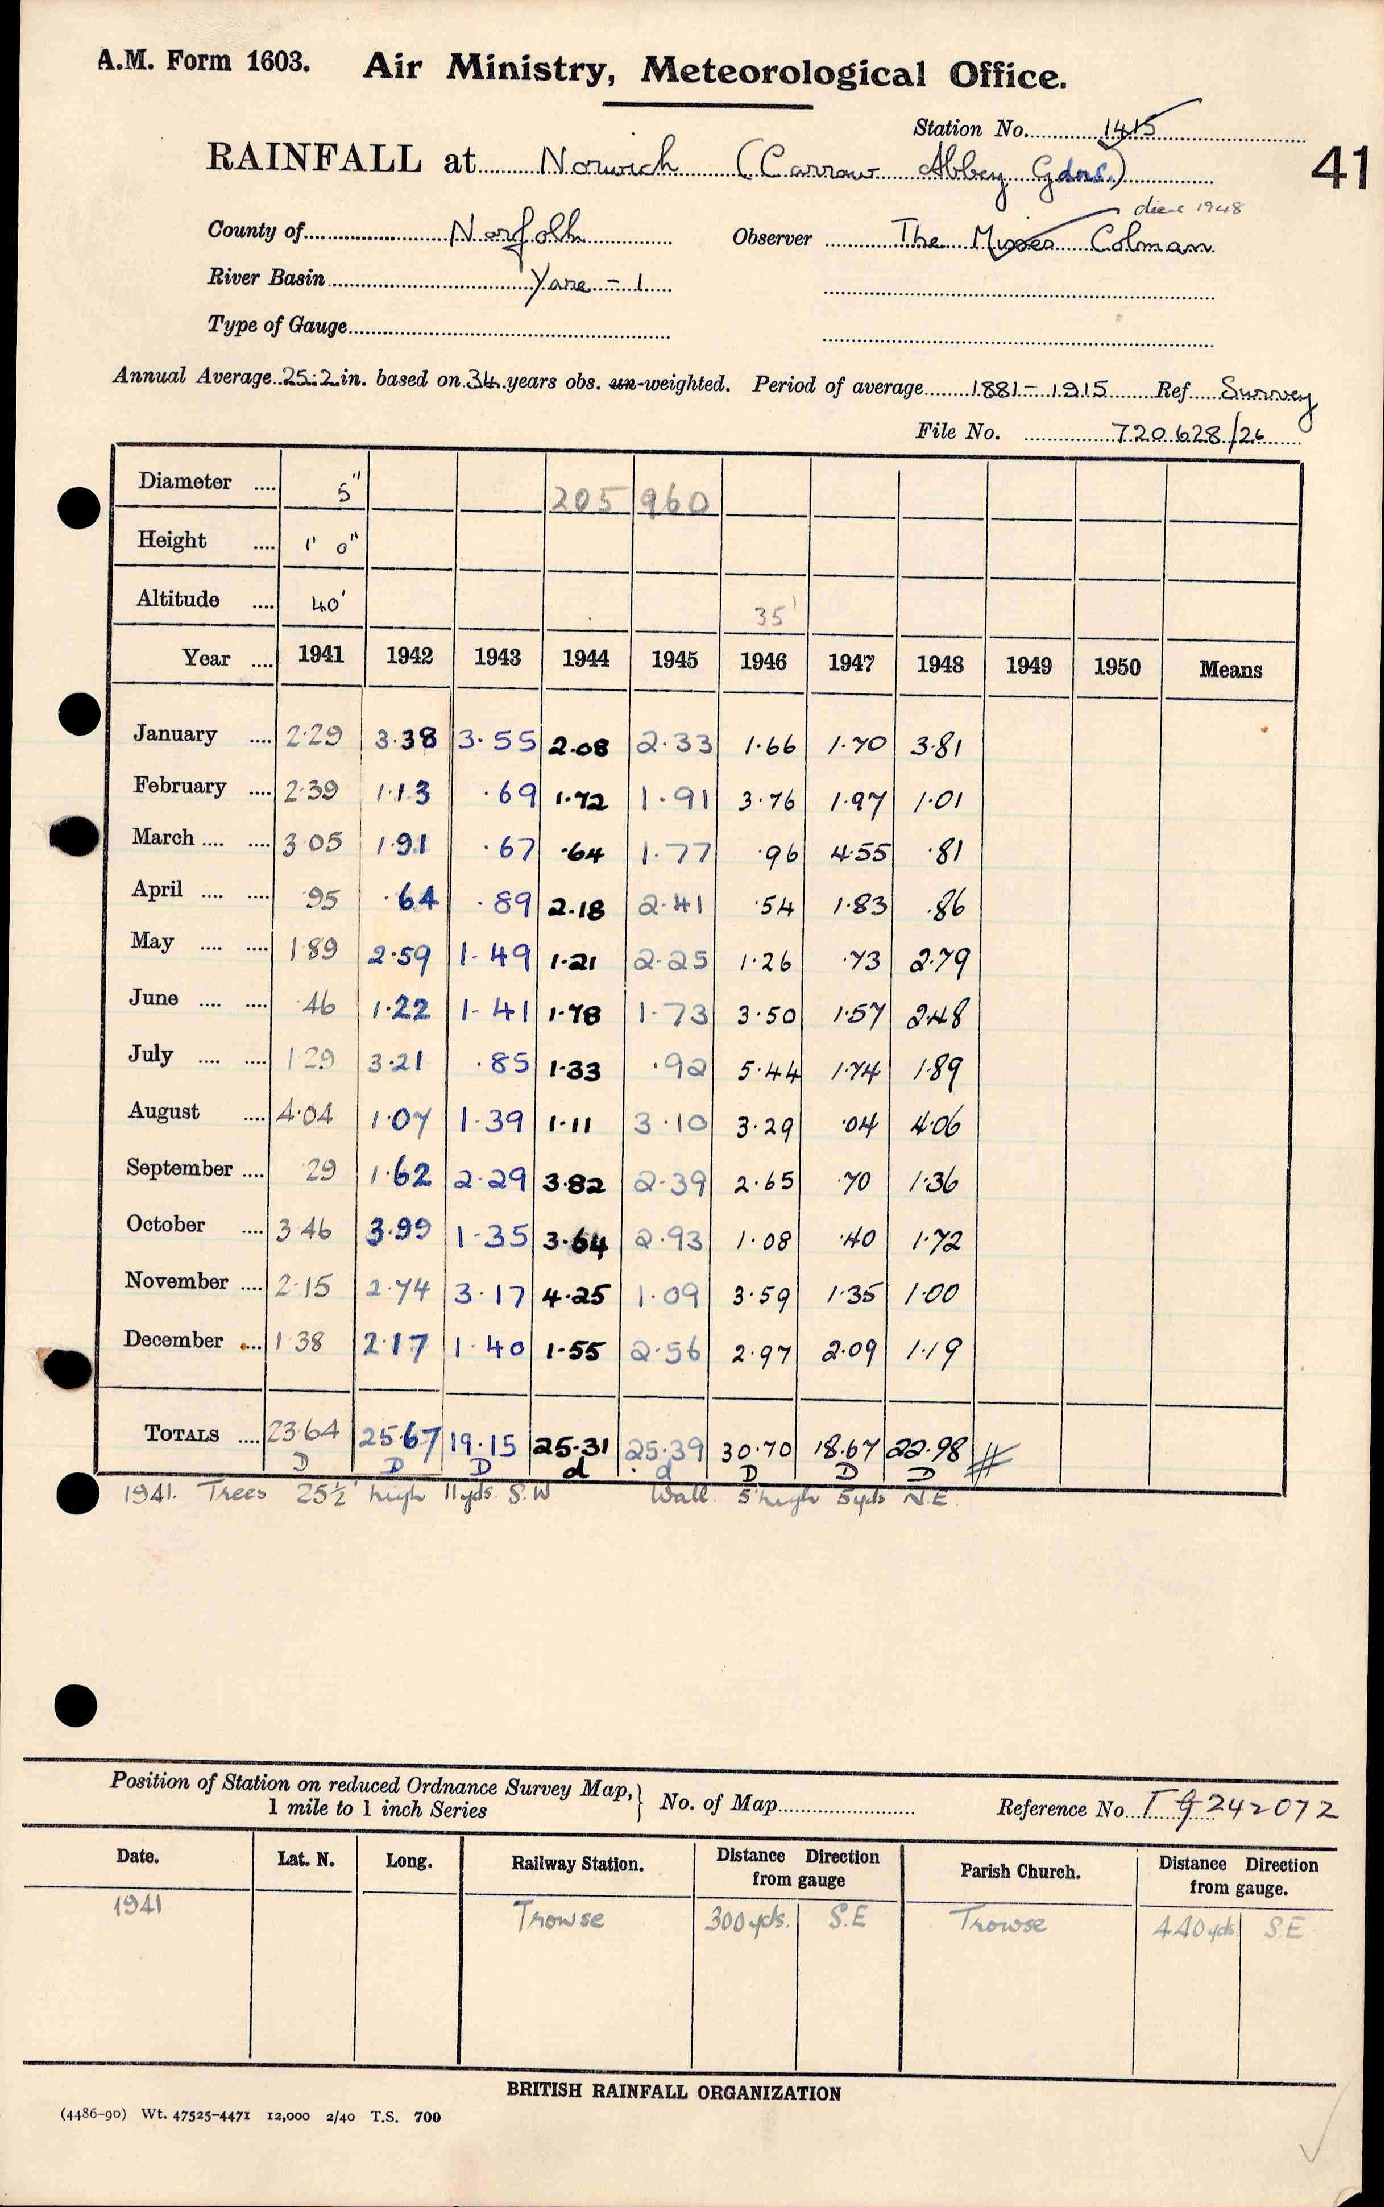 A.M. Form 1603. Air Ministry, Meteorological Office.
Station No. 1415
RAINFALL at Norwich (Carrow Abbey Gdns.) 41
died 1948
County of Norfolk Observer The Misses Colman
River Basin Yare - 1
Type of Gauge
Annual Average 25.2 in. based on 34 years obs. un-weighted. Period of average 1881 - 1915 Ref Survey
File No. 720628/26
Diameter .... 5" 205 960
Height .... 1' 0"
Altitude .... 40' 35'
Year .... 1941 1942 1943 1944 1945 1946 1947 1948 1949 1950 Means
January .... 2.29 3.38 3.55 2.08 2.33 1.66 1.70 3.81
February .... 2.39 1.13 .69 1.72 1.91 3.76 1.97 1.01
March .... .... 3.05 1.91 .67 .64 1.77 .96 4.55 .81
April .... .... .95 .64 .89 2.18 2.41 .54 1.83 .86
May .... .... 1.89 2.59 1.49 1.21 2.25 1.26 .73 2.79
June .... .... .46 1.22 1.41 1.78 1.73 3.50 1.57 2.48
July .... .... 1.29 3.21 .85 1.33 .92 5.44 1.74 1.89
August .... 4.04 1.07 1.39 1.11 3.10 3.29 .04 4.06
September .... .29 1.62 2.29 3.82 2.39 2.65 .70 1.36
October .... 3.46 3.99 1.35 3.64 2.93 1.08 .40 1.72
November .... 2.15 2.74 3.17 4.25 1.09 3.59 1.35 1.00
December .... 1.38 2.17 1.40 1.55 2.56 2.97 2.09 1.19
TOTALS .... 23.64 25.67 19.15 25.31 25.39 30.70 18.67 22.98 #
D D D d d D D D
1941. Trees 25½' high 11yds. S.W Wall 5' high 5yds N.E.
Position of Station on reduced Ordnance Survey Map, } No. of Map Reference No. TG 242072
1 mile to 1 inch Series
Date. Lat. N. Long. Railway Station. Distance Direction from gauge Parish Church. Distance Direction from gauge.
1941 Trowse 300yds. S.E Trowse 440yds S.E
BRITISH RAINFALL ORGANIZATION
(4486-90) Wt. 47525-4471 12,000 2/40 T.S. 700